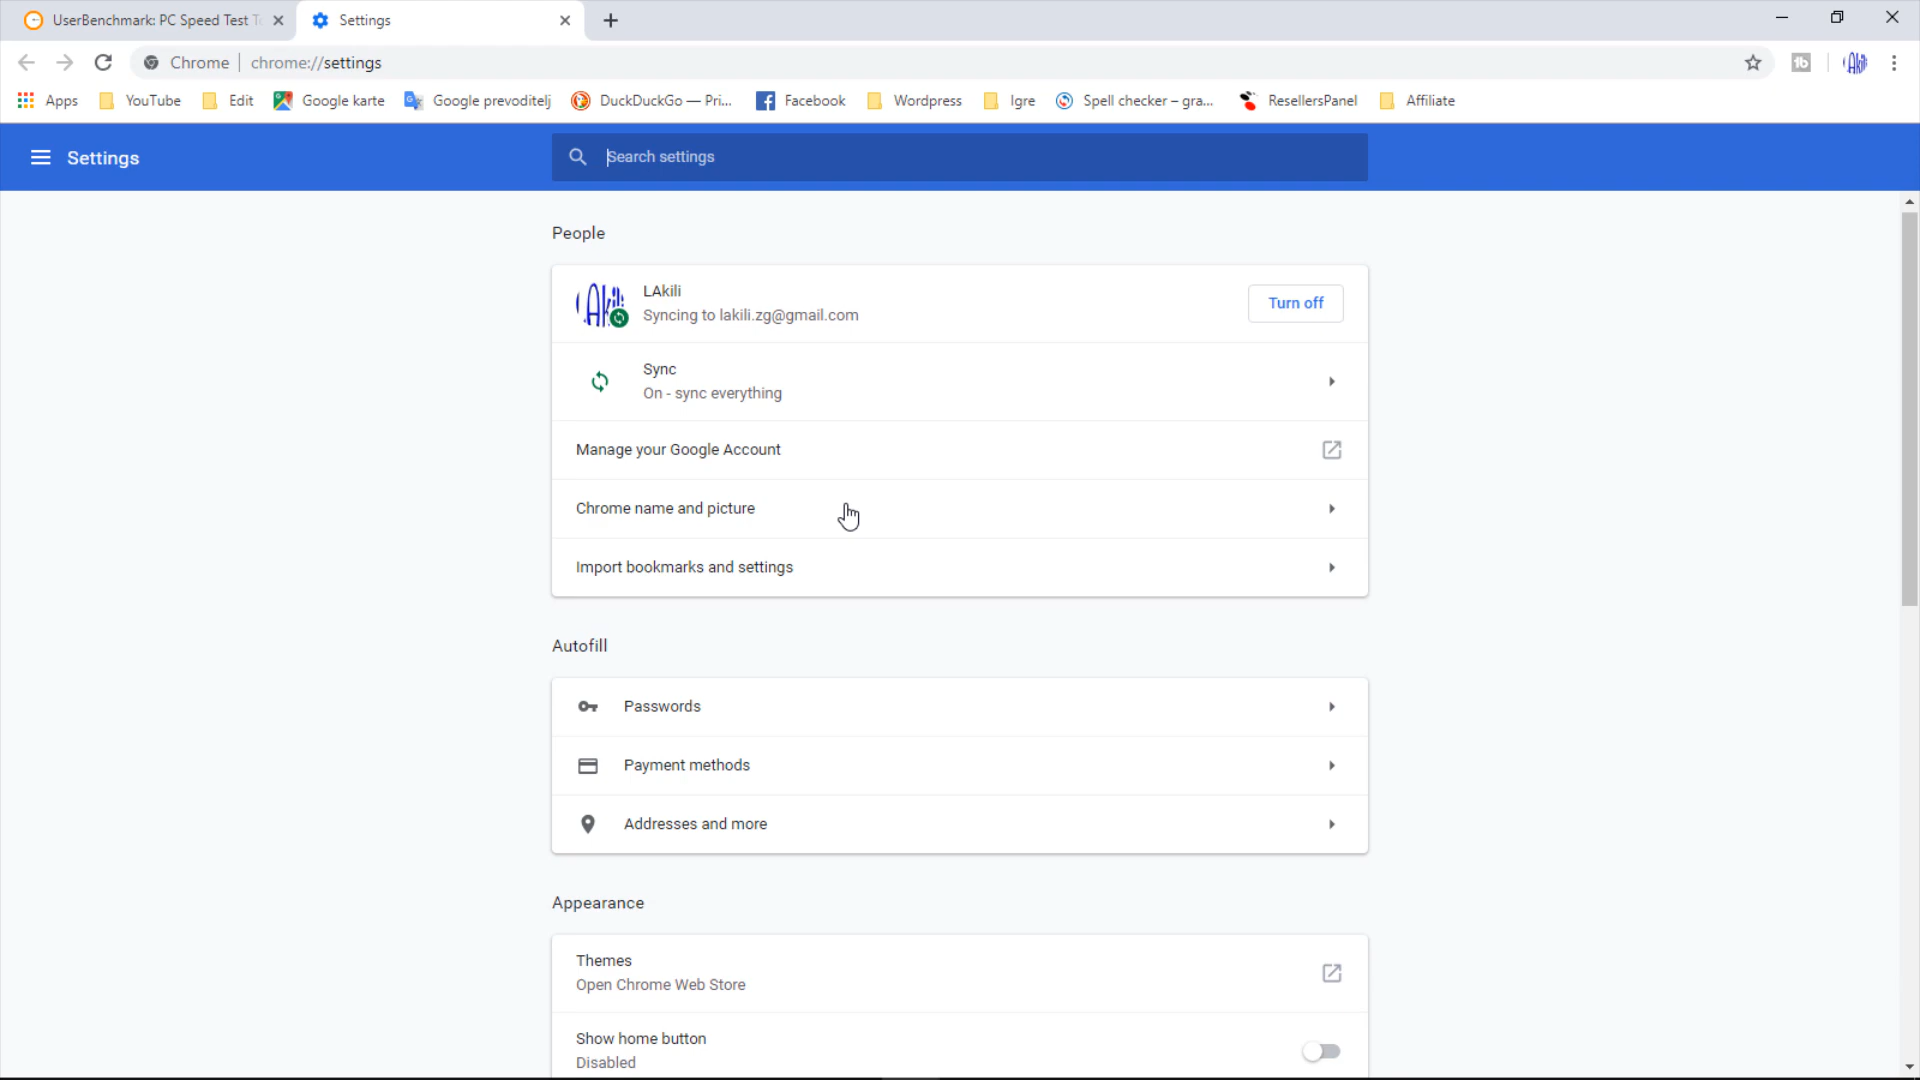 UserBenchmark: PC Speed Test T
Settings
Chrome | chrome://settings
Apps YouTube Edit Google karte Google prevoditelj DuckDuckGo — Pri... Facebook Wordpress Igre Spell checker – gra... ResellersPanel Affiliate
Settings
Search settings
People
LAkili
Syncing to lakili.zg@gmail.com
Turn off
Sync
On - sync everything
Manage your Google Account
Chrome name and picture
Import bookmarks and settings
Autofill
Passwords
Payment methods
Addresses and more
Appearance
Themes
Open Chrome Web Store
Show home button
Disabled